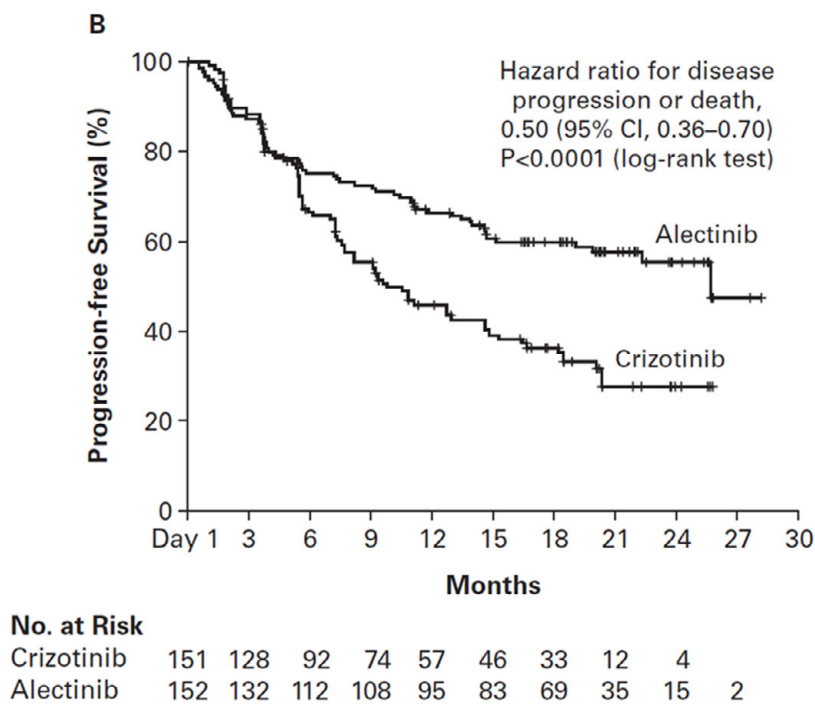 B
100
80
60
40
20
0
Progression-free Survival (%)
Hazard ratio for disease
progression or death,
0.50 (95% CI, 0.36–0.70)
P<0.0001 (log-rank test)
Alectinib
Crizotinib
Day 1 3 6 9 12 15 18 21 24 27 30
Months
No. at Risk
Crizotinib 151 128 92 74 57 46 33 12 4
Alectinib 152 132 112 108 95 83 69 35 15 2